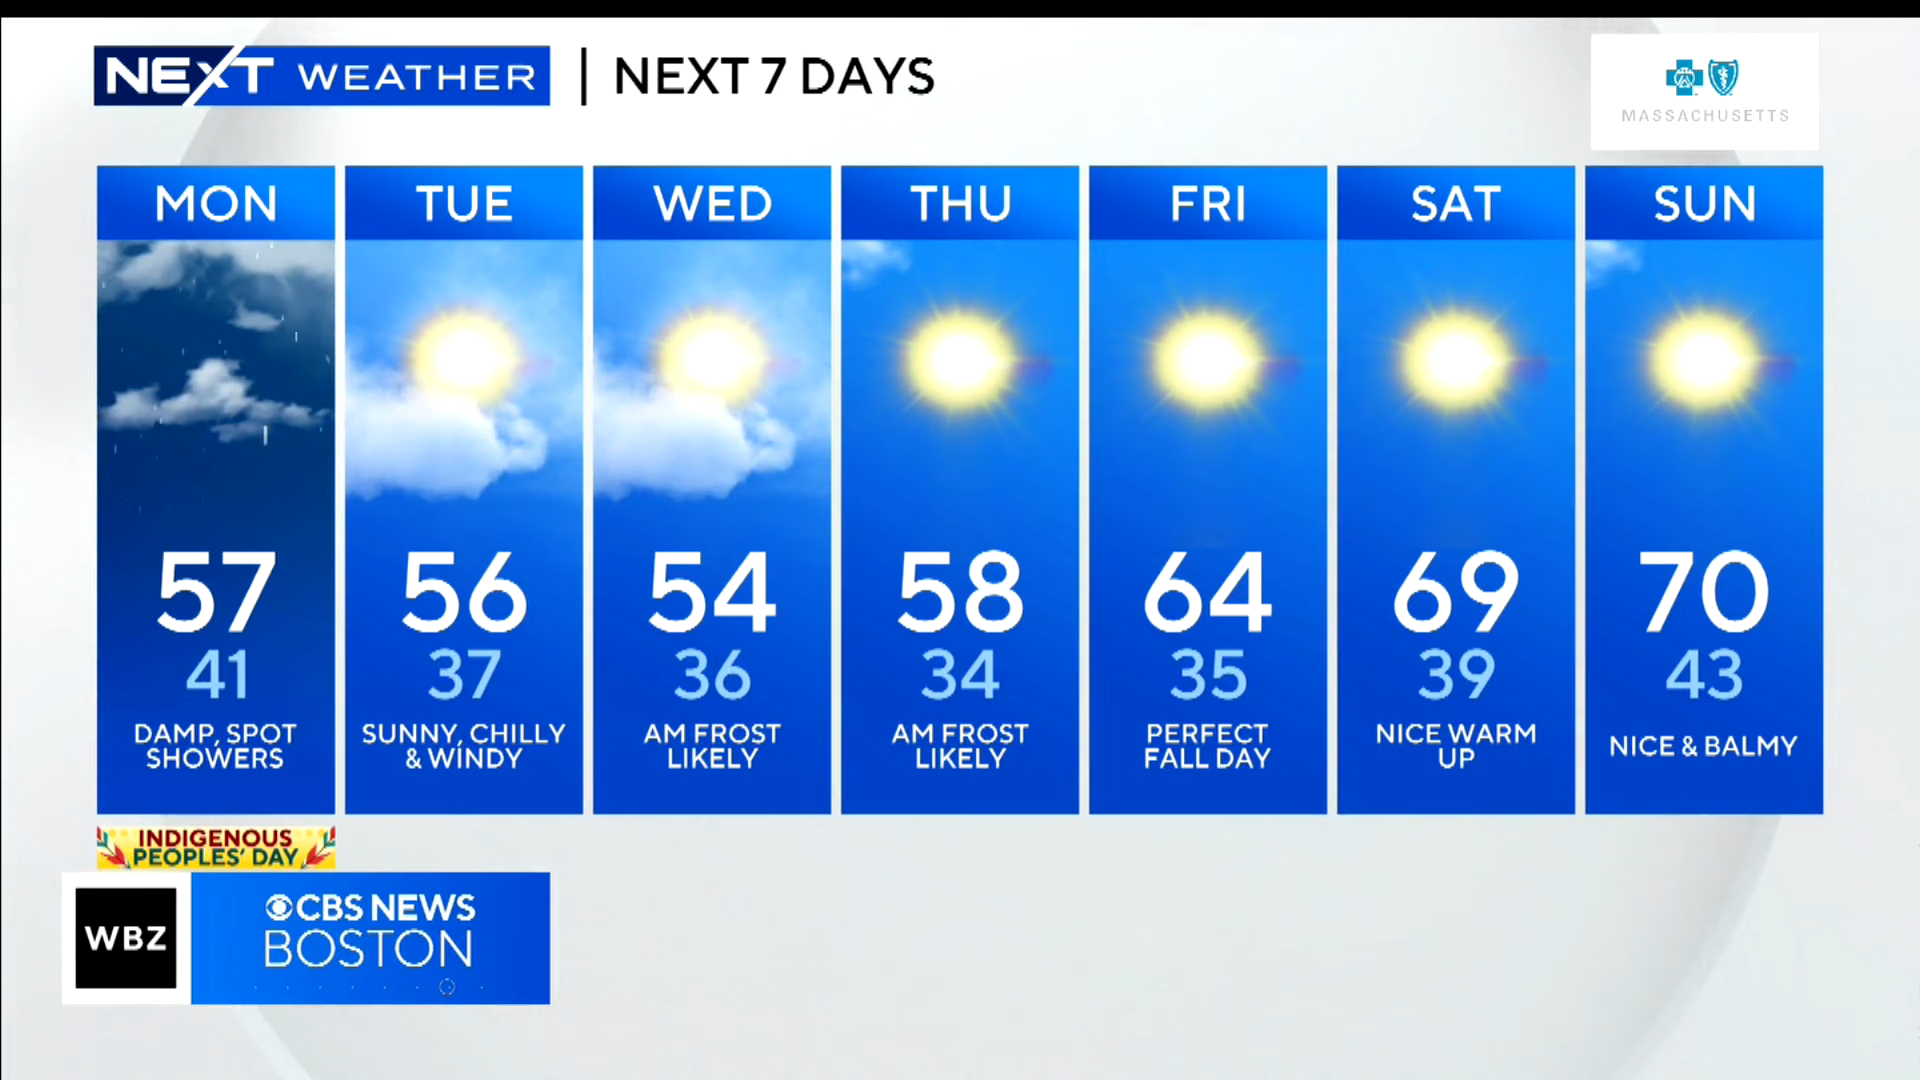 NEXT WEATHER | NEXT 7 DAYS
MASSACHUSETTS
MON
57
41
DAMP, SPOT
SHOWERS
TUE
56
37
SUNNY, CHILLY
& WINDY
WED
54
36
AM FROST
LIKELY
THU
58
34
AM FROST
LIKELY
FRI
64
35
PERFECT
FALL DAY
SAT
69
39
NICE WARM
UP
SUN
70
43
NICE & BALMY
INDIGENOUS
PEOPLES' DAY
WBZ
CBS NEWS
BOSTON